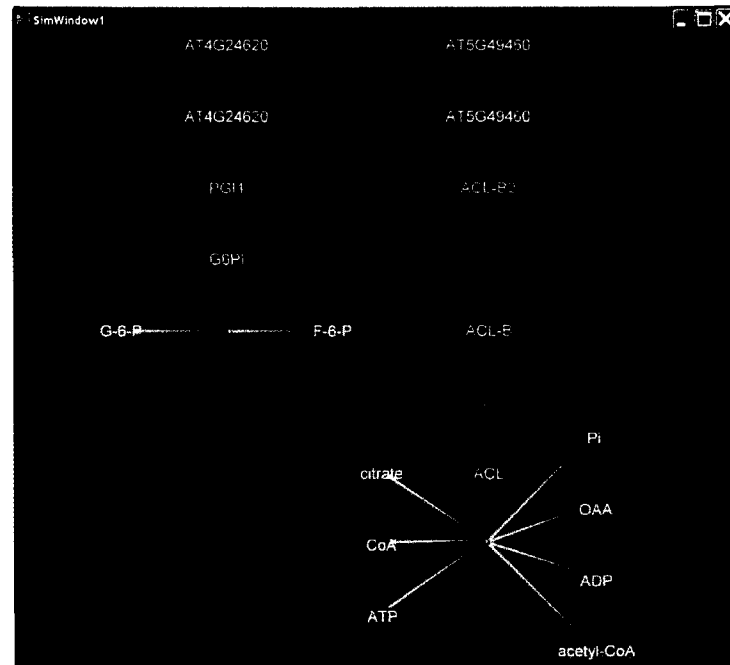 SimWindow1
AT4G24620 AT5G49460
AT4G24620 AT5G49460
PGI1 ACL-B2
G6Pi
G-6-P F-6-P ACL-B
Pi
citrate ACL
OAA
CoA
ADP
ATP
acetyl-CoA